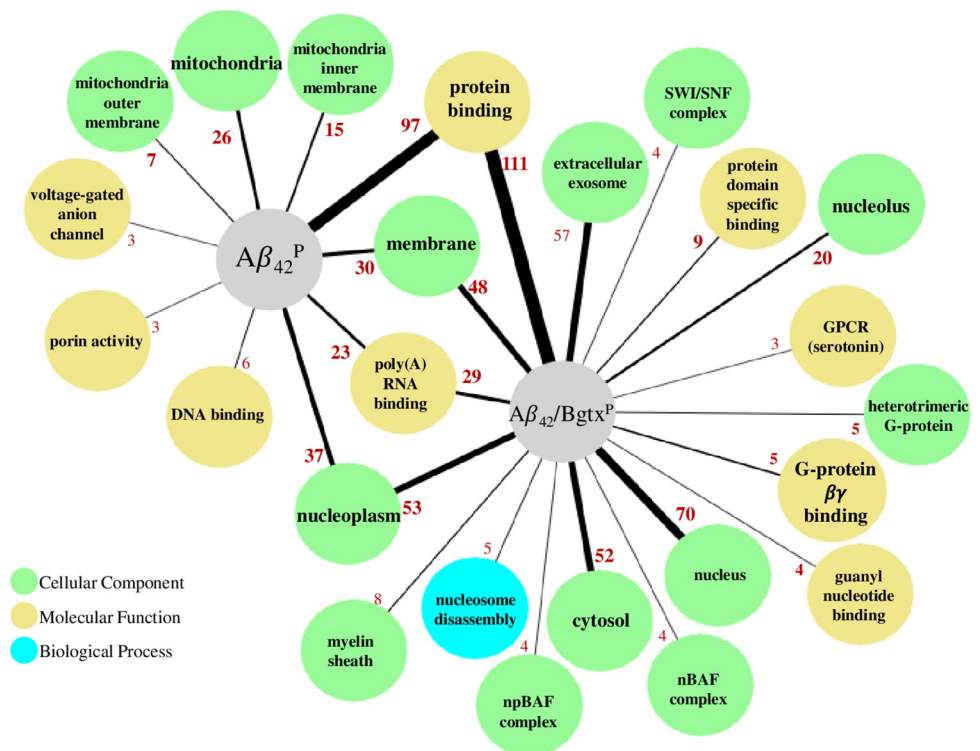 mitochondria
outer
membrane
7
mitochondria
26
mitochondria
inner
membrane
15
protein
binding
97
111
SWI/SNF
complex
4
extracellular
exosome
57
protein
domain
specific
binding
9
nucleolus
20
voltage-gated
anion
channel
3
Aβ42P
membrane
30
48
porin activity
3
DNA binding
6
23
poly(A)
RNA
binding
29
GPCR
(serotonin)
3
Aβ42/BgtxP
heterotrimeric
G-protein
5
G-protein
βγ
binding
5
37
nucleoplasm
53
70
nucleus
guanyl
nucleotide
binding
4
52
cytosol
5
nucleosome
disassembly
8
myelin
sheath
4
npBAF
complex
4
nBAF
complex
Cellular Component
Molecular Function
Biological Process